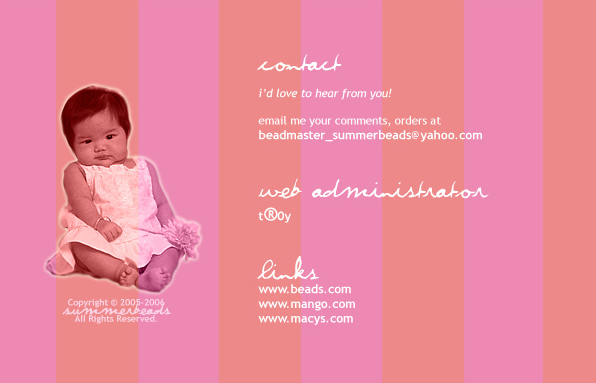 contact
i'd love to hear from you!
email me your comments, orders at
beadmaster_summerbeads@yahoo.com
web administrator
t®0y
links
www.beads.com
www.mango.com
www.macys.com
Copyright © 2005-2006
summerbeads
All Rights Reserved.